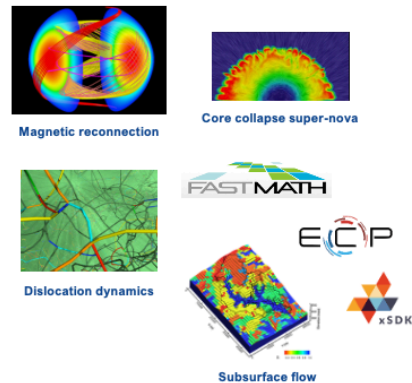 Magnetic reconnection
Core collapse super-nova
FASTMATH
ECP
Dislocation dynamics
xSDK
Subsurface flow